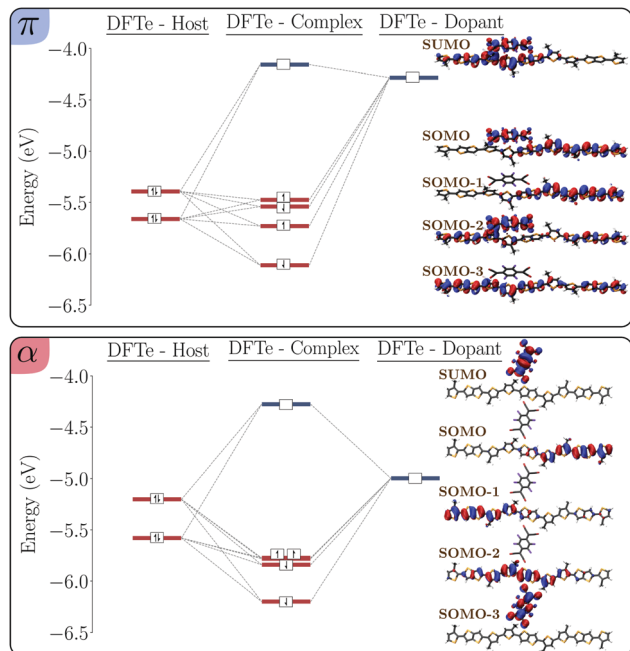 π
DFTe - Host DFTe - Complex DFTe - Dopant
Energy (eV)
−4.0
−4.5
−5.0
−5.5
−6.0
−6.5
SUMO
SOMO
SOMO-1
SOMO-2
SOMO-3
α
DFTe - Host DFTe - Complex DFTe - Dopant
Energy (eV)
−4.0
−4.5
−5.0
−5.5
−6.0
−6.5
SUMO
SOMO
SOMO-1
SOMO-2
SOMO-3